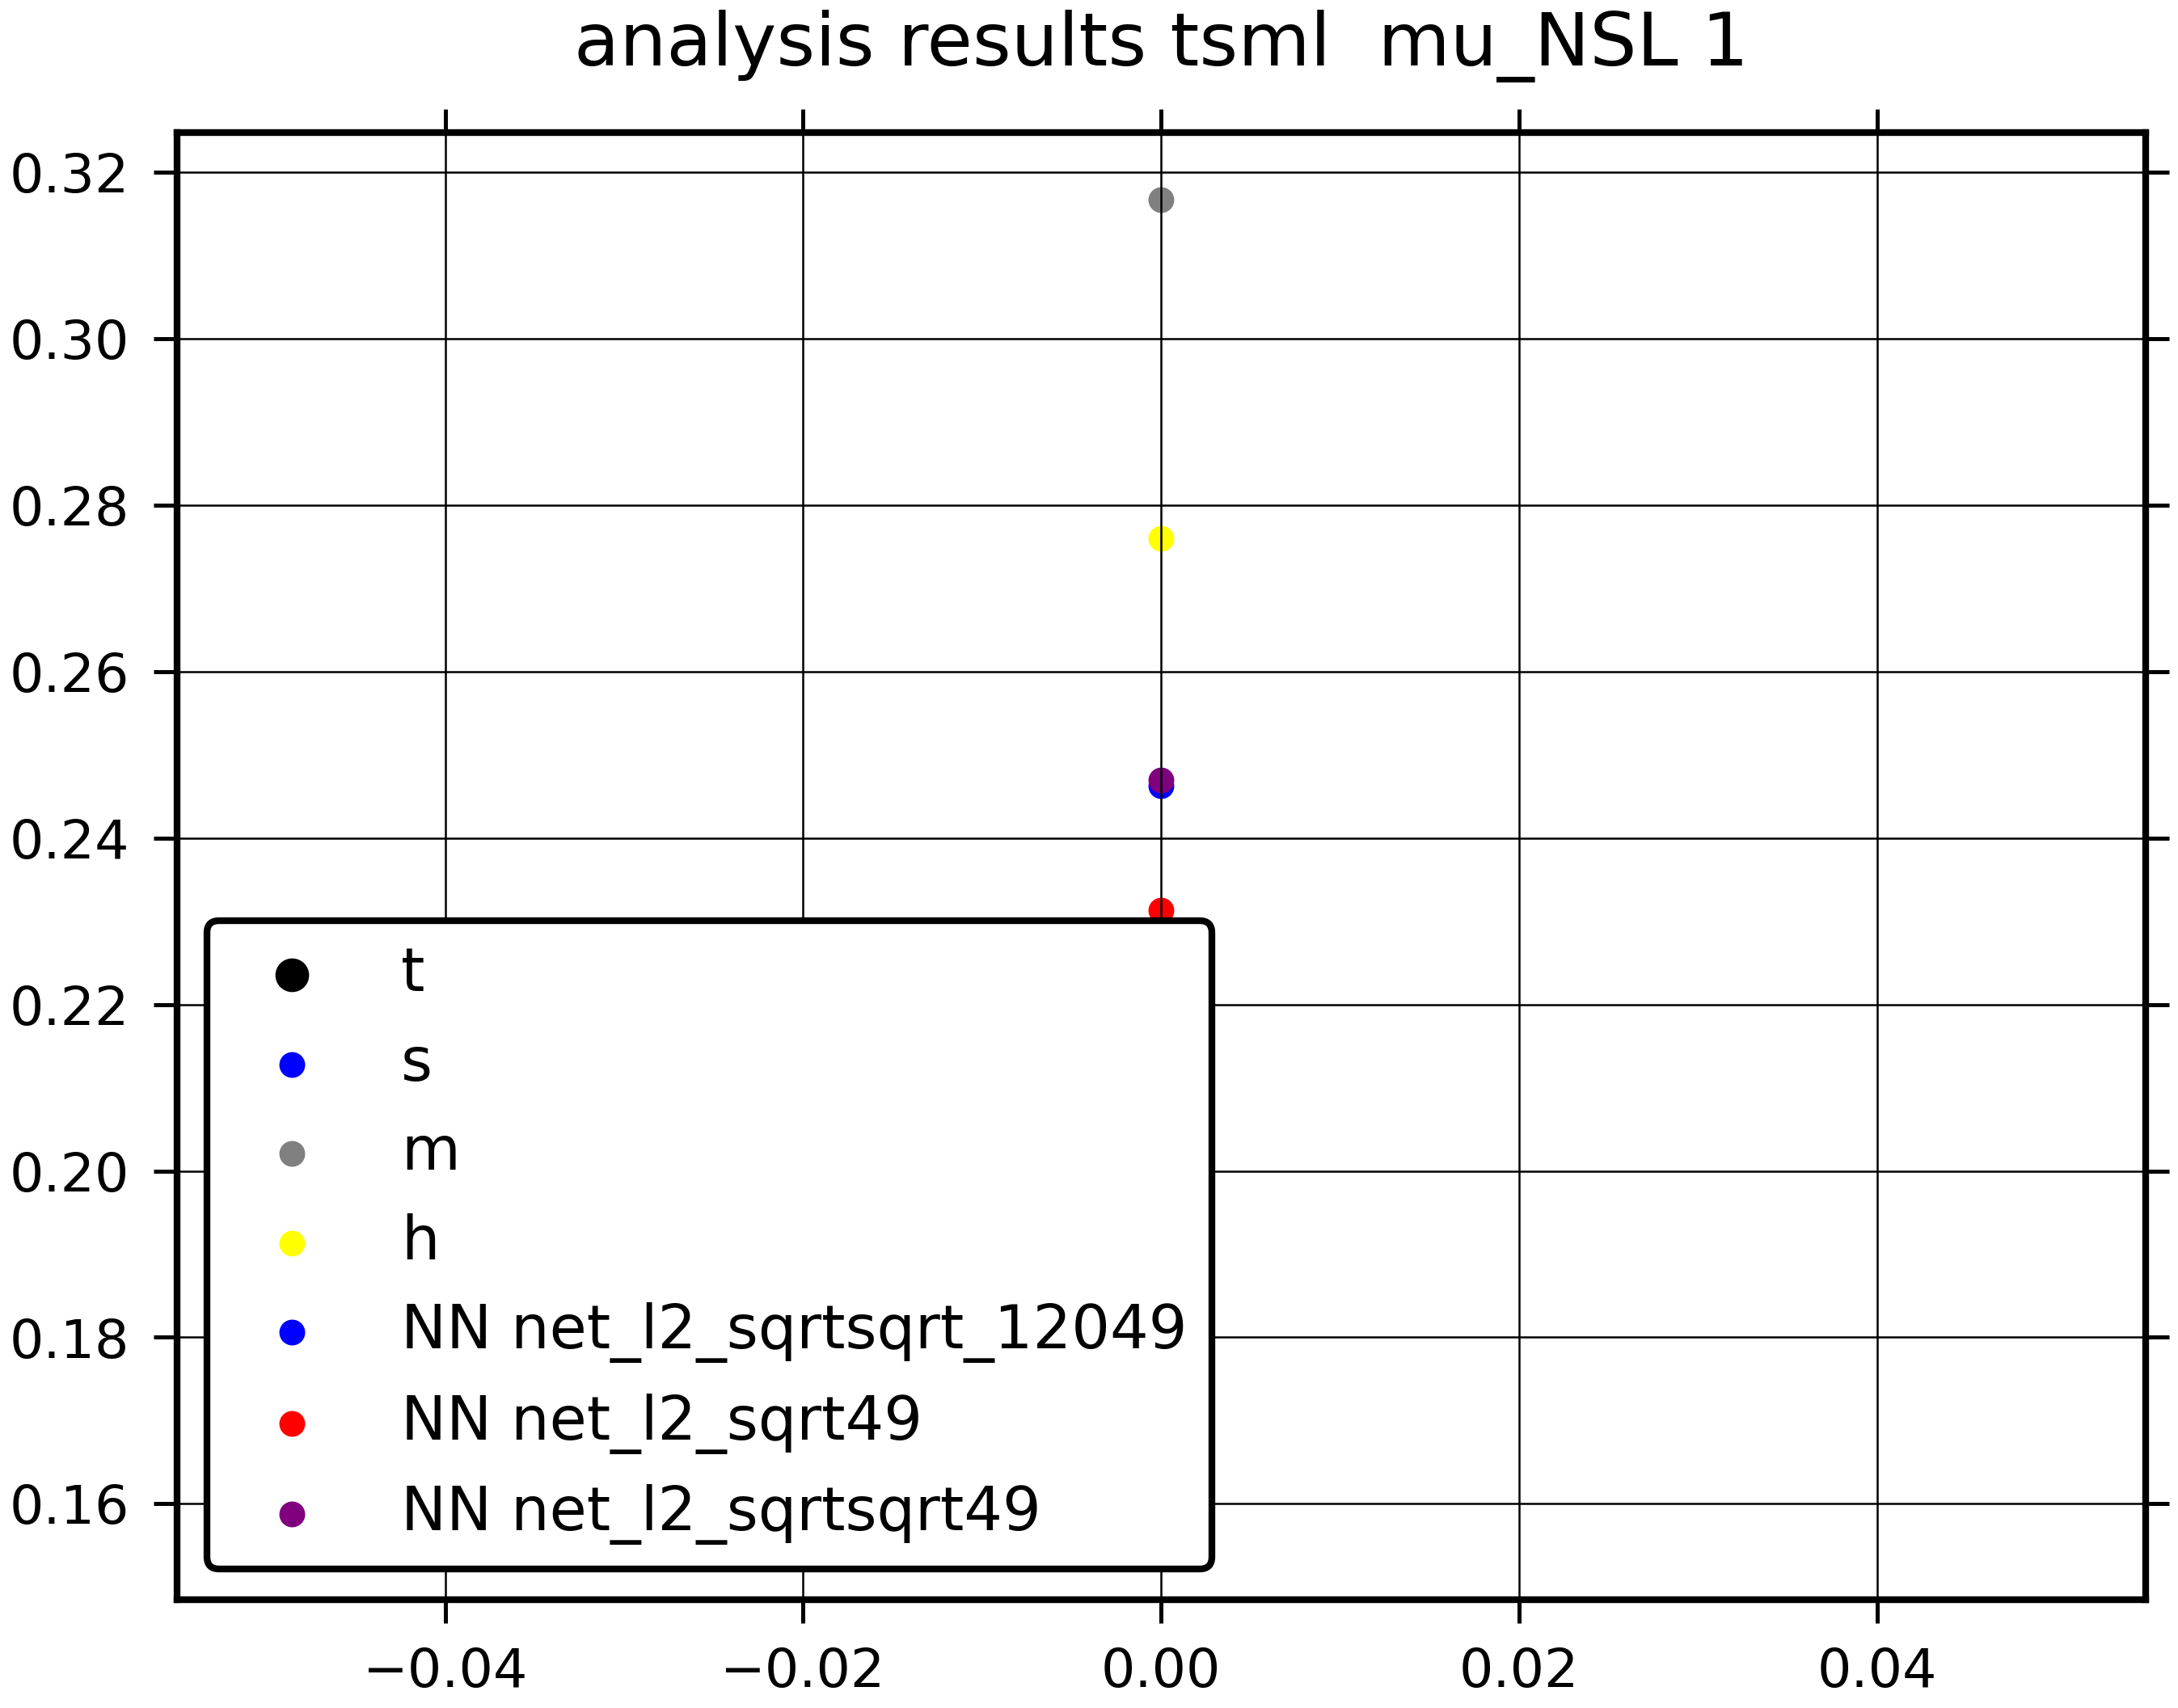 analysis results tsml  mu_NSL 1
0.32
0.30
0.28
0.26
0.24
0.22
0.20
0.18
0.16
t
s
m
h
NN net_l2_sqrtsqrt_12049
NN net_l2_sqrt49
NN net_l2_sqrtsqrt49
−0.04 −0.02 0.00 0.02 0.04